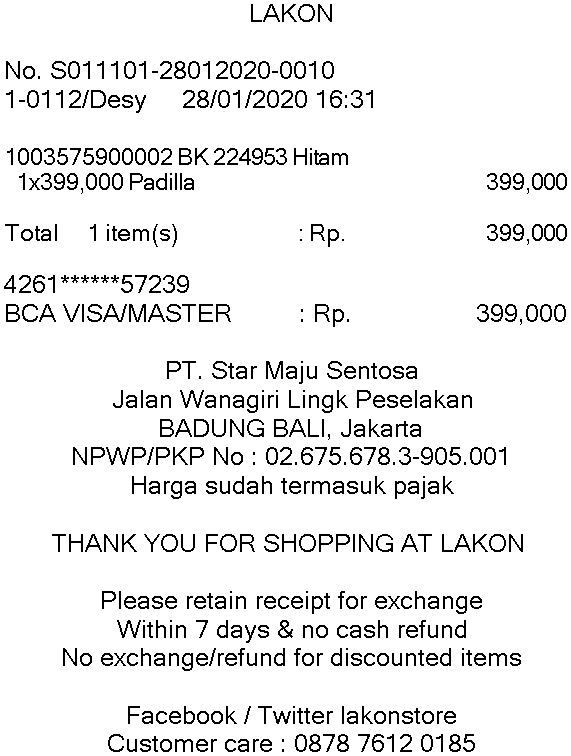 LAKON
No. S011101-28012020-0010
1-0112/Desy 28/01/2020 16:31
1003575900002 BK 224953 Hitam
1x399,000 Padilla 399,000
Total 1 item(s) : Rp. 399,000
4261******57239
BCA VISA/MASTER : Rp. 399,000
PT. Star Maju Sentosa
Jalan Wanagiri Lingk Peselakan
BADUNG BALI, Jakarta
NPWP/PKP No : 02.675.678.3-905.001
Harga sudah termasuk pajak
THANK YOU FOR SHOPPING AT LAKON
Please retain receipt for exchange
Within 7 days & no cash refund
No exchange/refund for discounted items
Facebook / Twitter lakonstore
Customer care : 0878 7612 0185